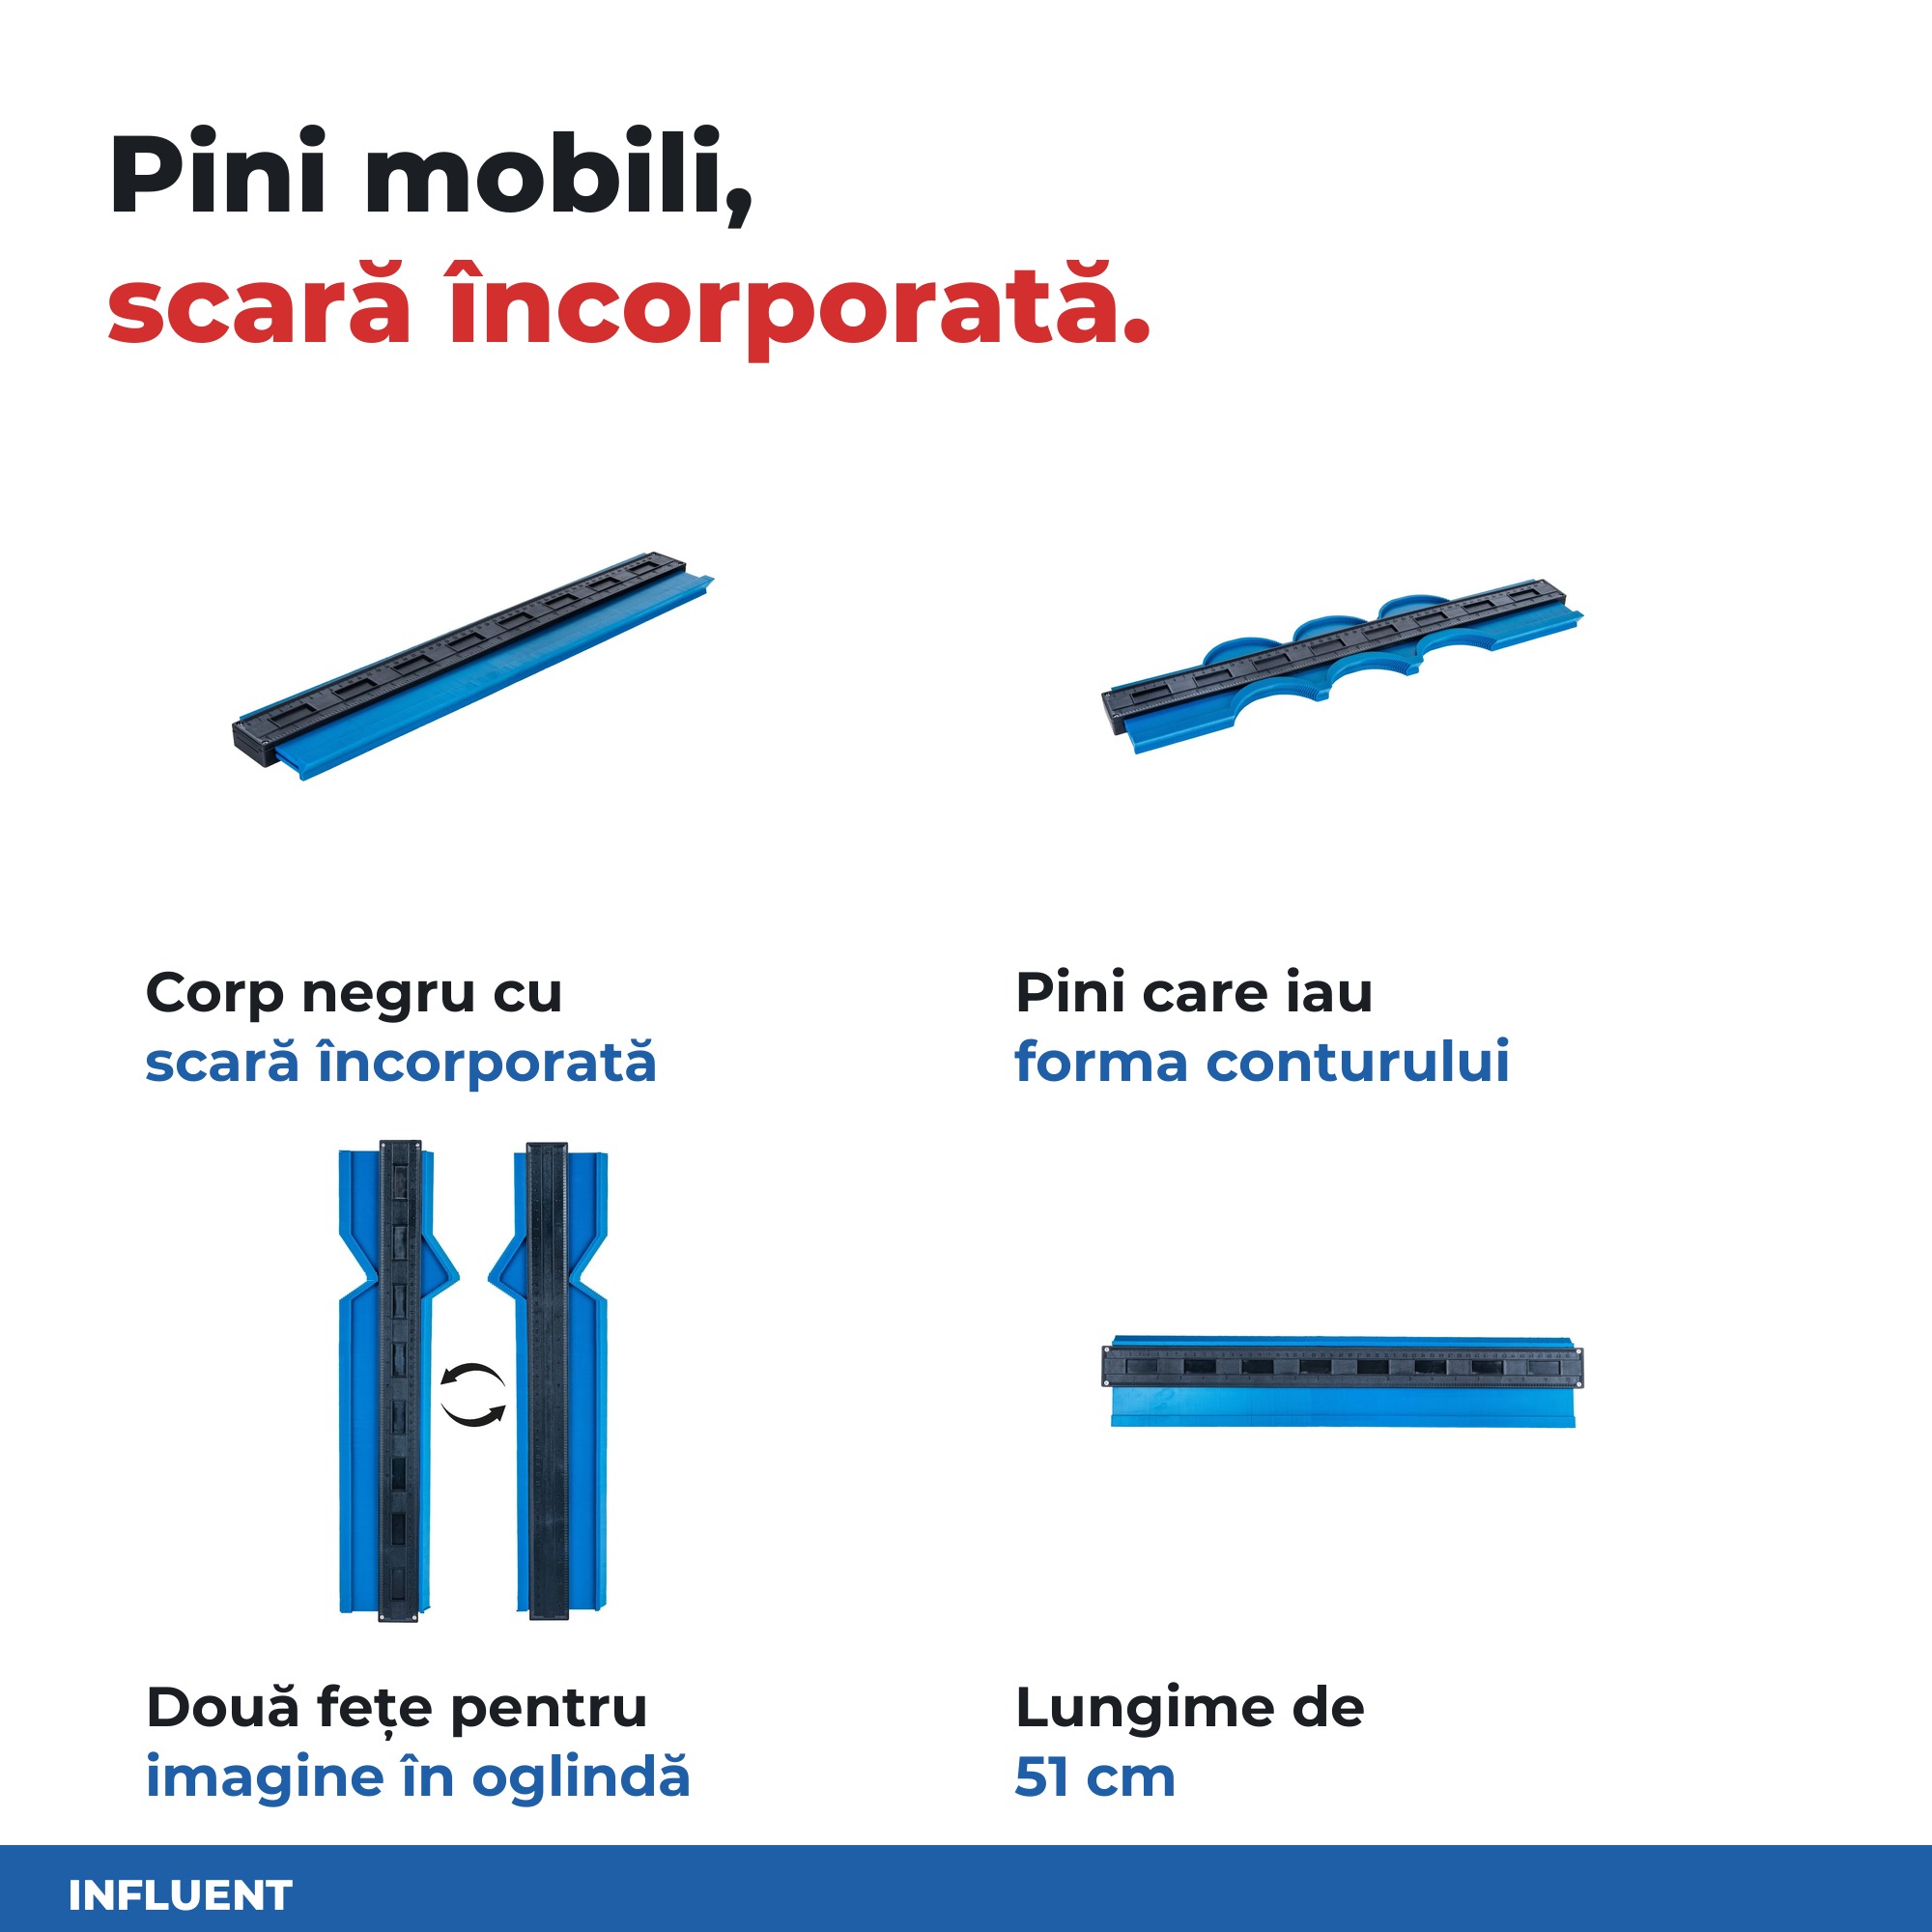 Pini mobili,
scară încorporată.
Corp negru cu
scară încorporată
Pini care iau
forma conturului
Două fețe pentru
imagine în oglindă
Lungime de
51 cm
INFLUENT